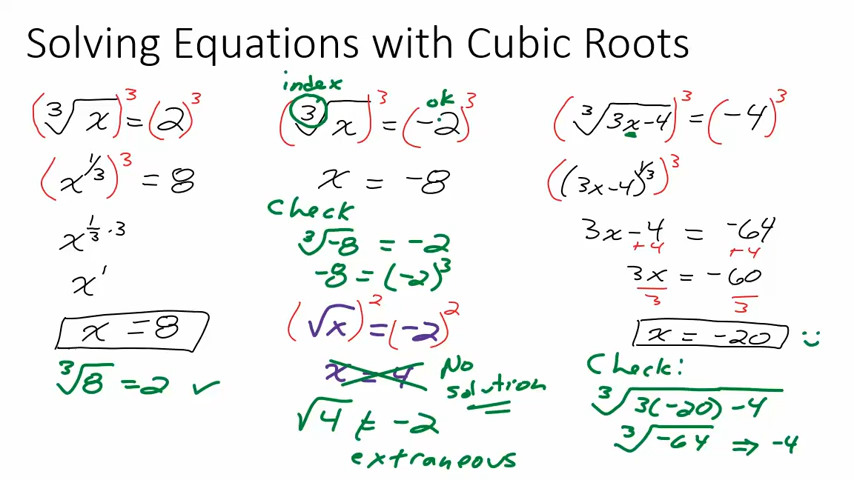 Solving Equations with Cubic Roots
(∛x)³ = (2)³
(x^(1/3))³ = 8
x^(1/3 · 3)
x¹
x = 8
∛8 = 2 ✓
index
ok
(∛x)³ = (-2)³
x = -8
Check
∛-8 = -2
-8 = (-2)³
(√x)² = (-2)²
x = 4
No
solution
√4 ≠ -2
extraneous
(∛(3x-4))³ = (-4)³
((3x-4)^(1/3))³
3x-4 = -64
+4 +4
3x = -60
3 3
x = -20 :)
Check:
∛(3(-20) -4)
∛-64 ⇒ -4